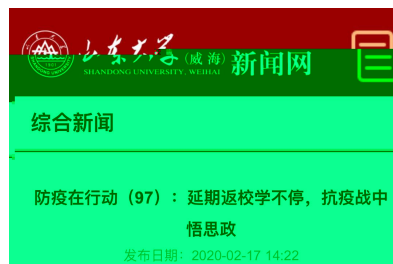 山东大学(威海)新闻网
SHANDONG UNIVERSITY, WEIHAI
综合新闻
防疫在行动（97）：延期返校学不停，抗疫战中
悟思政
发布日期：2020-02-17 14:22